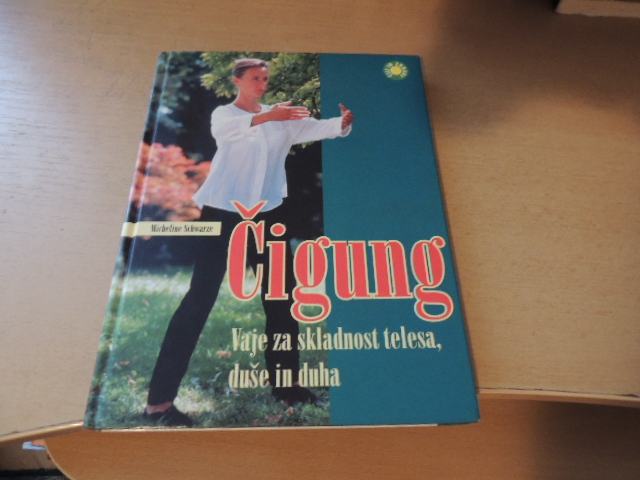 Micheline Schwarze
Čigung
Vaje za skladnost telesa,
duše in duha